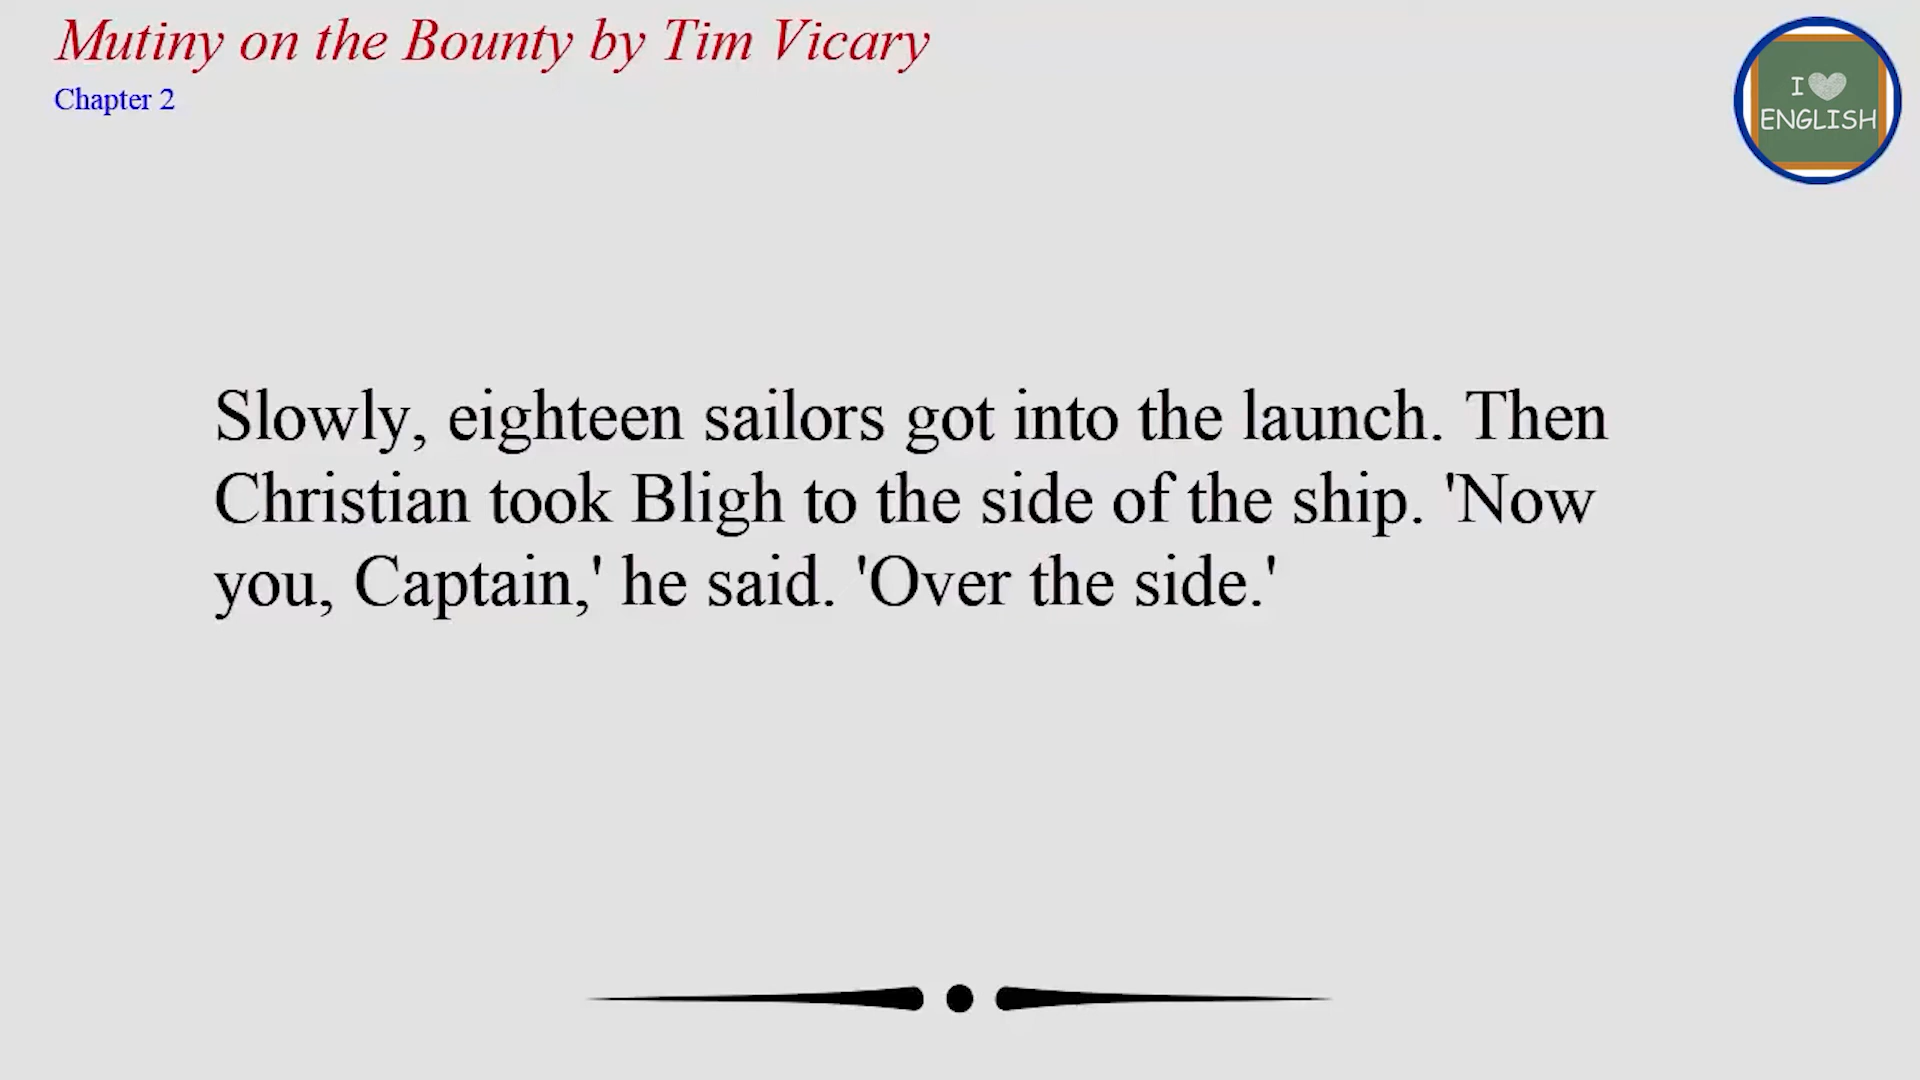 Mutiny on the Bounty by Tim Vicary
Chapter 2
I
ENGLISH
Slowly, eighteen sailors got into the launch. Then
Christian took Bligh to the side of the ship. 'Now
you, Captain,' he said. 'Over the side.'